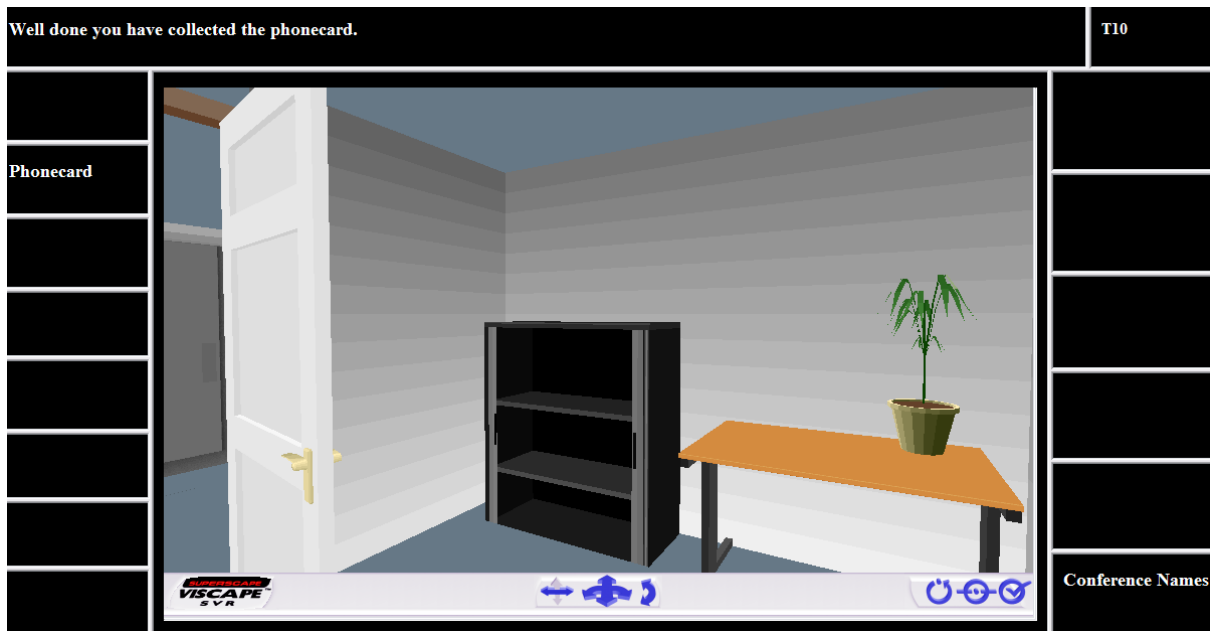 Well done you have collected the phonecard.
T10
Phonecard
Conference Names
SUPERSCAPE
VISCAPE
SVR